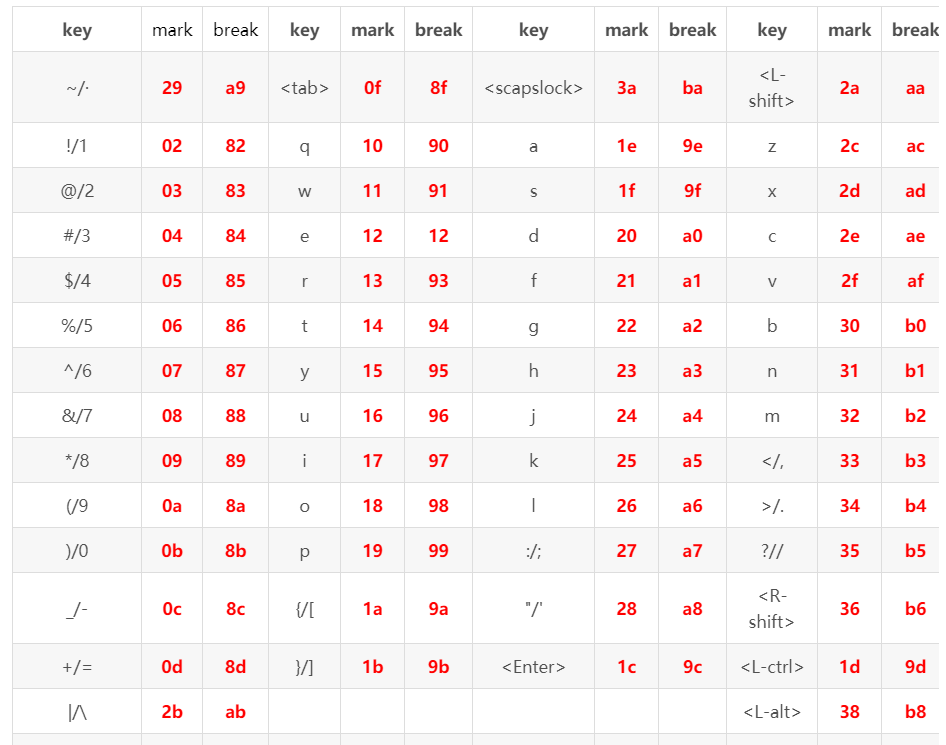 key mark break key mark break key mark break key mark break
~/· 29 a9 <tab> 0f 8f <scapslock> 3a ba <L-shift> 2a aa
!/1 02 82 q 10 90 a 1e 9e z 2c ac
@/2 03 83 w 11 91 s 1f 9f x 2d ad
#/3 04 84 e 12 12 d 20 a0 c 2e ae
$/4 05 85 r 13 93 f 21 a1 v 2f af
%/5 06 86 t 14 94 g 22 a2 b 30 b0
^/6 07 87 y 15 95 h 23 a3 n 31 b1
&/7 08 88 u 16 96 j 24 a4 m 32 b2
*/8 09 89 i 17 97 k 25 a5 </, 33 b3
(/9 0a 8a o 18 98 l 26 a6 >/. 34 b4
)/0 0b 8b p 19 99 :/; 27 a7 ?// 35 b5
_/- 0c 8c {/[ 1a 9a "/' 28 a8 <R-shift> 36 b6
+/= 0d 8d }/] 1b 9b <Enter> 1c 9c <L-ctrl> 1d 9d
|/\ 2b ab <L-alt> 38 b8